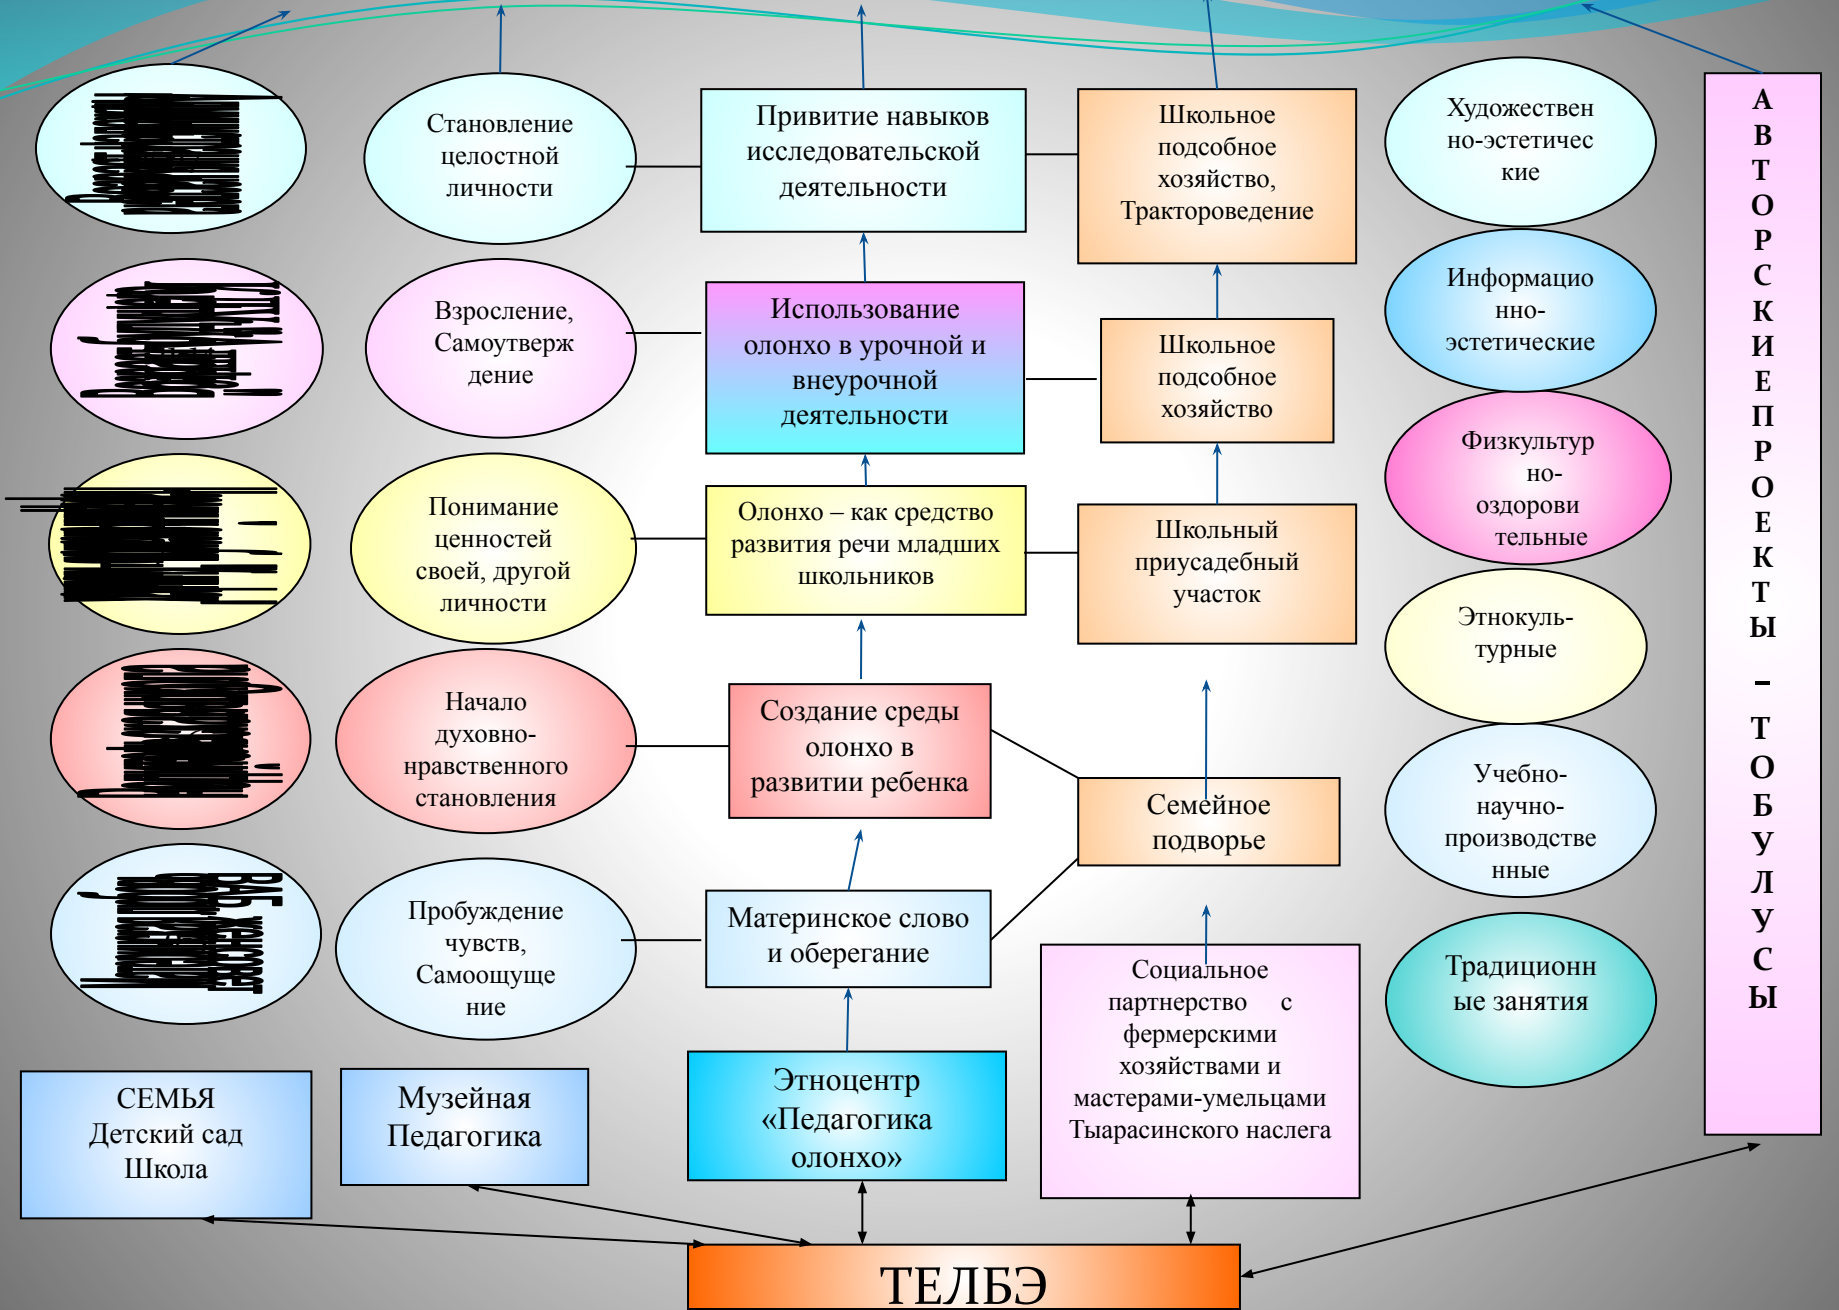 Становление
целостной
личности
Привитие навыков
исследовательской
деятельности
Школьное
подсобное
хозяйство,
Трактороведение
Художествен
но-эстетичес
кие
Взросление,
Самоутверж
дение
Использование
олонхо в урочной и
внеурочной
деятельности
Школьное
подсобное
хозяйство
Информацио
нно-
эстетические
Понимание
ценностей
своей, другой
личности
Олонхо – как средство
развития речи младших
школьников
Школьный
приусадебный
участок
Физкультур
но-
оздорови
тельные
Этнокуль-
турные
Начало
духовно-
нравственного
становления
Создание среды
олонхо в
развитии ребенка
Семейное
подворье
Учебно-
научно-
производстве
нные
Пробуждение
чувств,
Самоощуще
ние
Материнское слово
и оберегание
Социальное
партнерство с
фермерскими
хозяйствами и
мастерами-умельцами
Тыарасинского наслега
Традиционн
ые занятия
СЕМЬЯ
Детский сад
Школа
Музейная
Педагогика
Этноцентр
«Педагогика
олонхо»
ТЕЛБЭ
А
В
Т
О
Р
С
К
И
Е
П
Р
О
Е
К
Т
Ы
–
Т
О
Б
У
Л
У
С
Ы